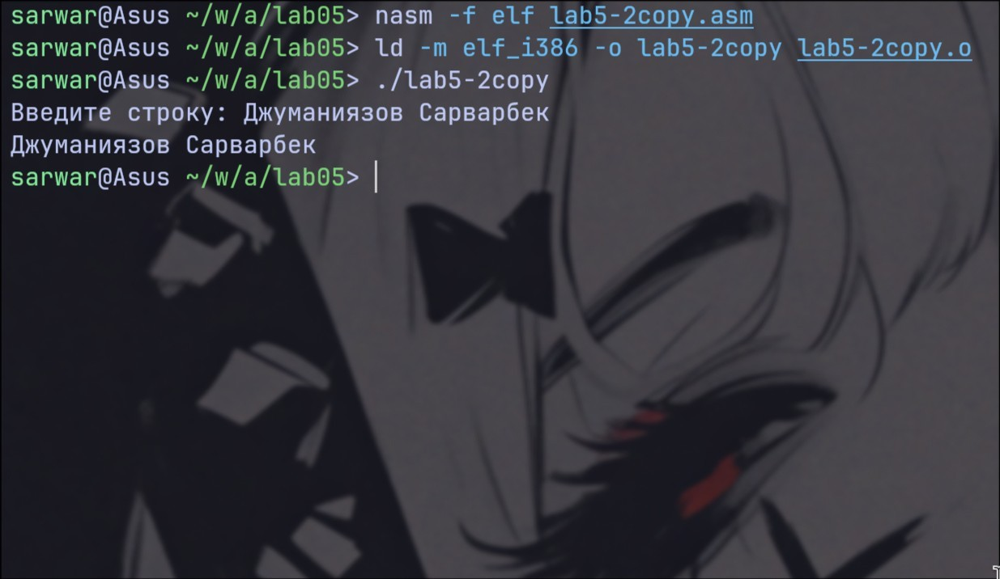 sarwar@Asus ~/w/a/lab05> nasm -f elf lab5-2copy.asm
sarwar@Asus ~/w/a/lab05> ld -m elf_i386 -o lab5-2copy lab5-2copy.o
sarwar@Asus ~/w/a/lab05> ./lab5-2copy
Введите строку: Джуманиязов Сарварбек
Джуманиязов Сарварбек
sarwar@Asus ~/w/a/lab05>